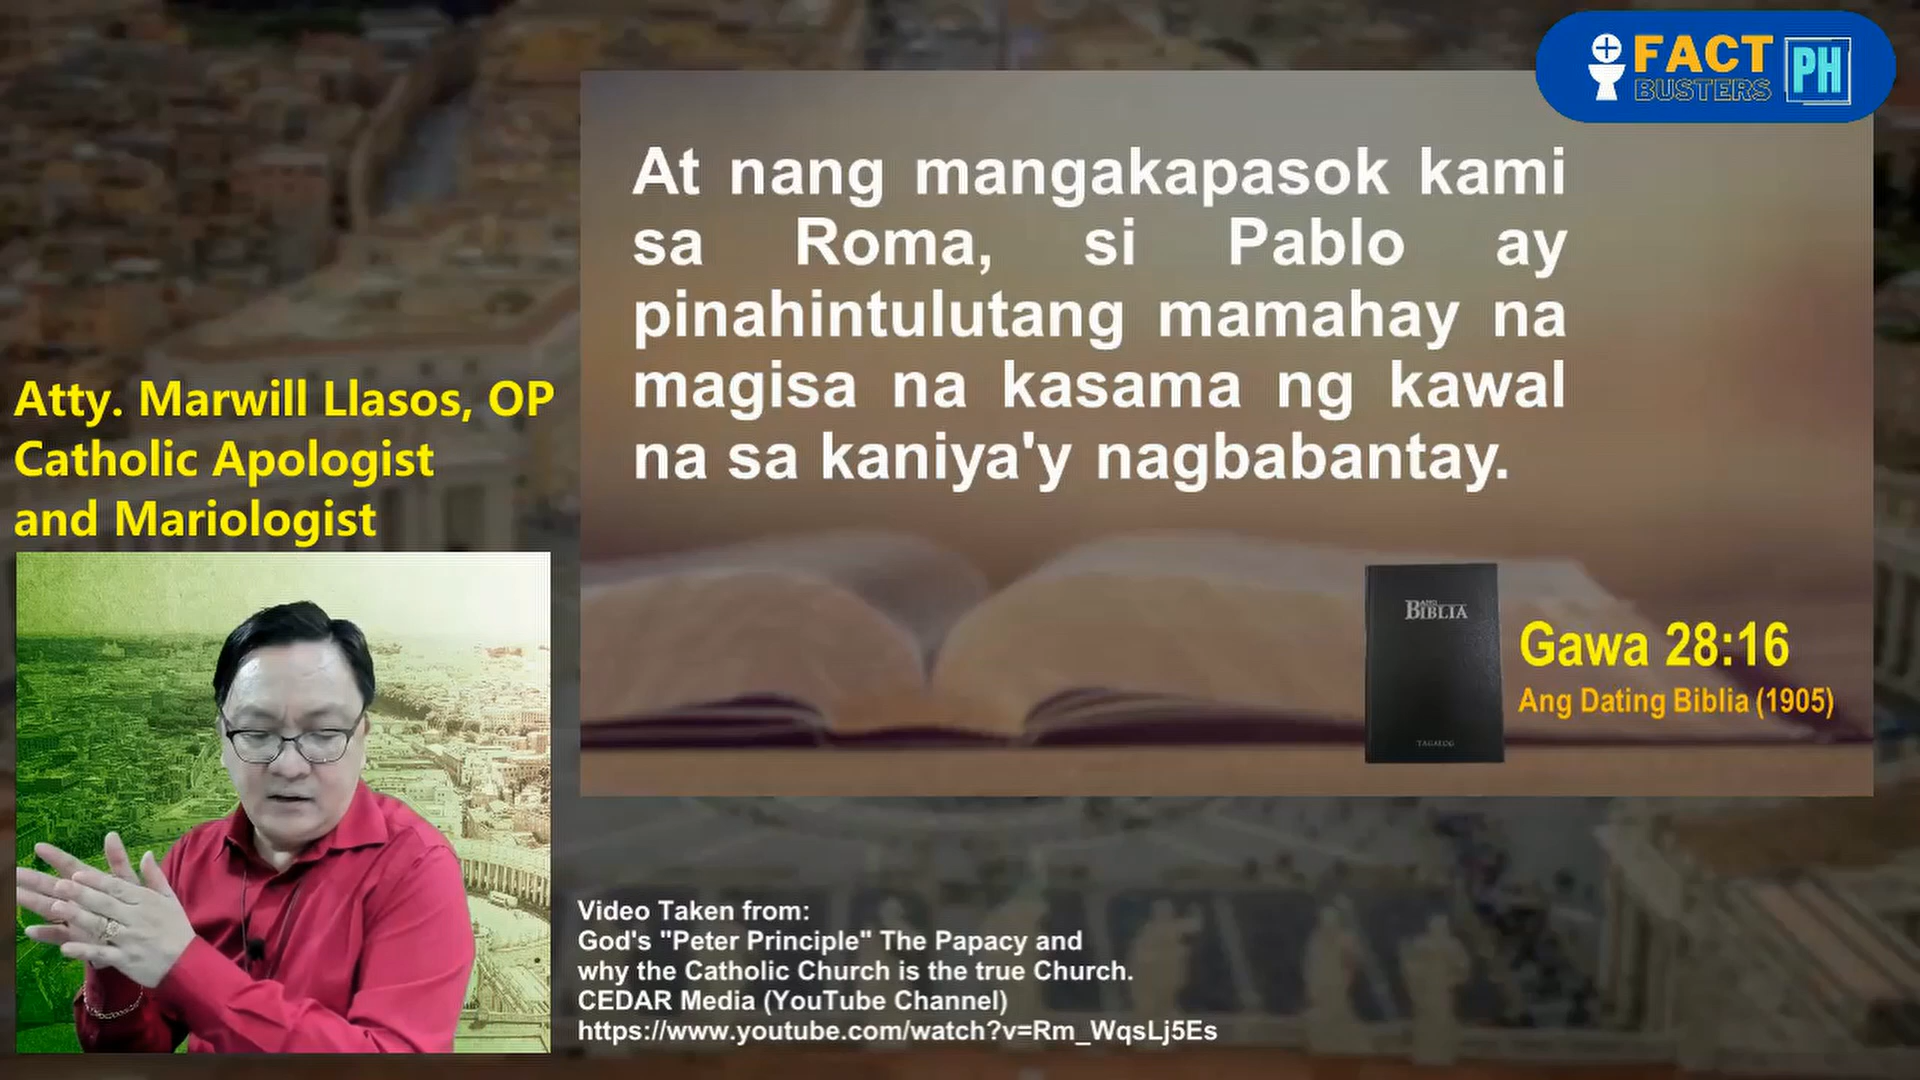 FACT
BUSTERS
PH
At nang mangakapasok kami
sa Roma, si Pablo ay
pinahintulutang mamahay na
magisa na kasama ng kawal
na sa kaniya'y nagbabantay.
Atty. Marwill Llasos, OP
Catholic Apologist
and Mariologist
ANG
BIBLIA
TAGALOG
Gawa 28:16
Ang Dating Biblia (1905)
Video Taken from:
God's "Peter Principle" The Papacy and
why the Catholic Church is the true Church.
CEDAR Media (YouTube Channel)
https://www.youtube.com/watch?v=Rm_WqsLj5Es